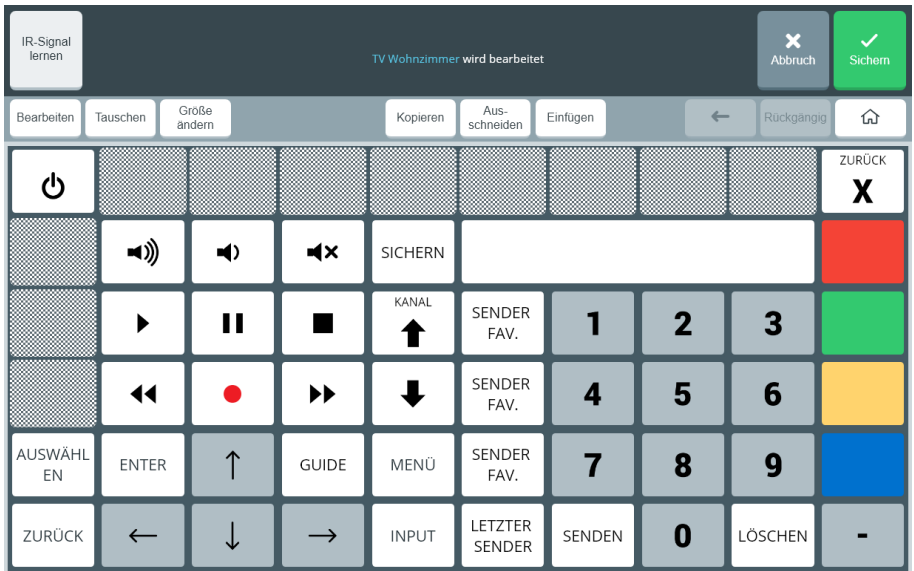 IR-Signal
lernen
TV Wohnzimmer wird bearbeitet
Abbruch
Sichern
Bearbeiten
Tauschen
Größe
ändern
Kopieren
Aus-
schneiden
Einfügen
Rückgängig
ZURÜCK
X
SICHERN
KANAL
SENDER
FAV.
1
2
3
SENDER
FAV.
4
5
6
AUSWÄHL
EN
ENTER
GUIDE
MENÜ
SENDER
FAV.
7
8
9
ZURÜCK
INPUT
LETZTER
SENDER
SENDEN
0
LÖSCHEN
-